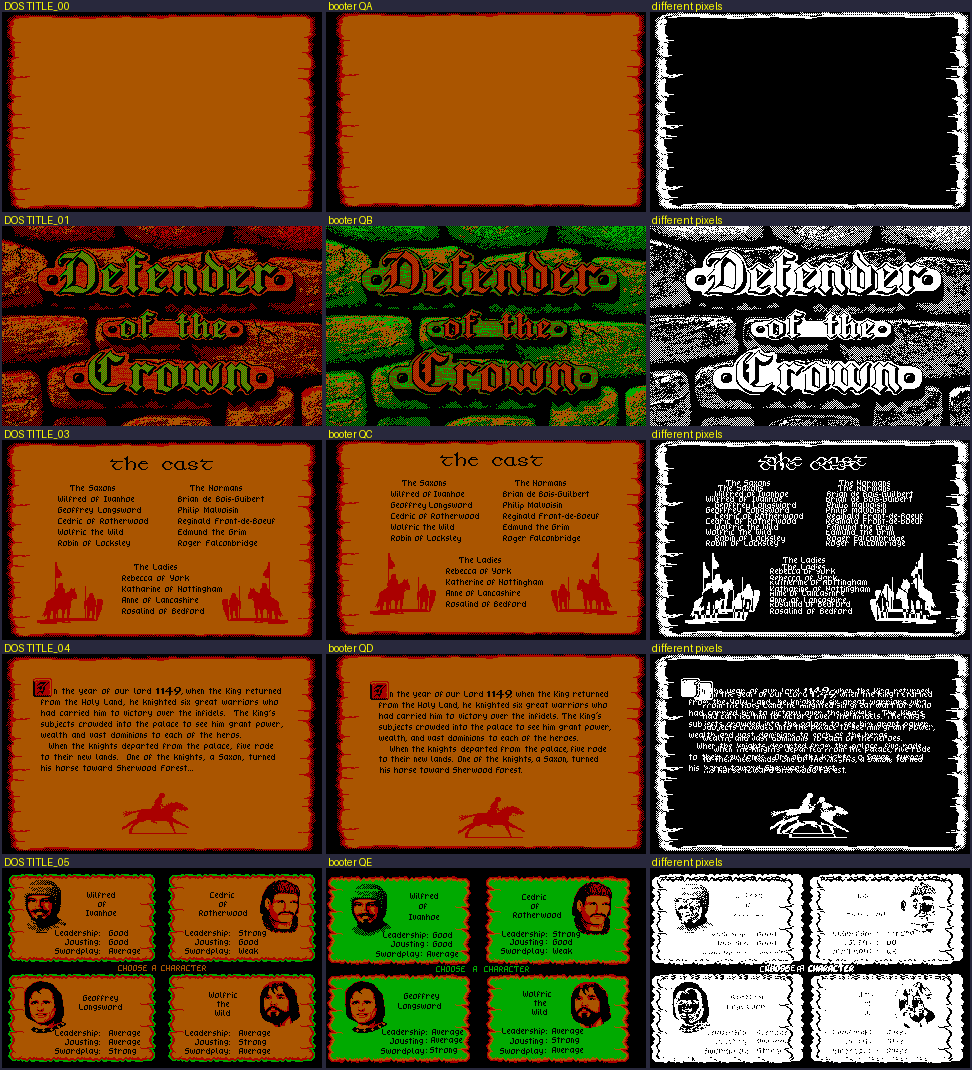 DOS TITLE_00
booter QA
different pixels
DOS TITLE_01
booter QB
different pixels
Defender
of the
Crown
Defender
of the
Crown
Defender
of the
Crown
DOS TITLE_03
booter QC
different pixels
the cast
The Saxons
The Normans
Wilfred of Ivanhoe
Brian de Bois-Guilbert
Geoffrey Longsword
Philip Malvoisin
Cedric of Rotherwood
Reginald Front-de-Boeuf
Wolfric the Wild
Edmund the Grim
Robin of Locksley
Roger Falconbridge
The Ladies
Rebecca of York
Katharine of Nottingham
Anne of Lancashire
Rosalind of Bedford
the cast
The Saxons
The Normans
Wilfred of Ivanhoe
Brian de Bois-Guilbert
Geoffrey Longsword
Philip Malvoisin
Cedric of Rotherwood
Reginald Front-de-Boeuf
Wolfric the Wild
Edmund the Grim
Robin of Locksley
Roger Falconbridge
The Ladies
Rebecca of York
Katherine of Nottingham
Anne of Lancashire
Rosalind of Bedford
DOS TITLE_04
booter QD
different pixels
In the year of our Lord 1149, when the King returned
from the Holy Land, he knighted six great warriors who
had carried him to victory over the infidels. The King's
subjects crowded into the palace to see him grant power,
wealth and vast dominions to each of the heros.
When the knights departed from the palace, five rode
to their new lands. One of the knights, a Saxon, turned
his horse toward Sherwood Forest...
In the year of our Lord 1149, when the King returned
from the Holy Land, he knighted six great warriors who
had carried him to victory over the infidels. The King's
subjects crowded into the palace to see him grant power,
wealth, and vast dominions to each of the heroes.
When the knights departed from the palace, five rode
to their new lands. One of the knights, a Saxon, turned
his horse toward Sherwood Forest.
DOS TITLE_05
booter QE
different pixels
Wilfred
of
Ivanhoe
Leadership: Good
Jousting: Good
Swordplay: Average
Cedric
of
Rotherwood
Leadership: Strong
Jousting: Good
Swordplay: Weak
CHOOSE A CHARACTER
Geoffrey
Longsword
Leadership: Average
Jousting: Average
Swordplay: Strong
Wolfric
the
Wild
Leadership: Average
Jousting: Average
Swordplay: Average
Wilfred
of
Ivanhoe
Leadership: Good
Jousting: Good
Swordplay: Average
Cedric
of
Rotherwood
Leadership: Strong
Jousting: Good
Swordplay: Weak
CHOOSE A CHARACTER
Geoffrey
Longsword
Leadership: Average
Jousting: Average
Swordplay: Strong
Wolfric
the
Wild
Leadership: Average
Jousting: Average
Swordplay: Average